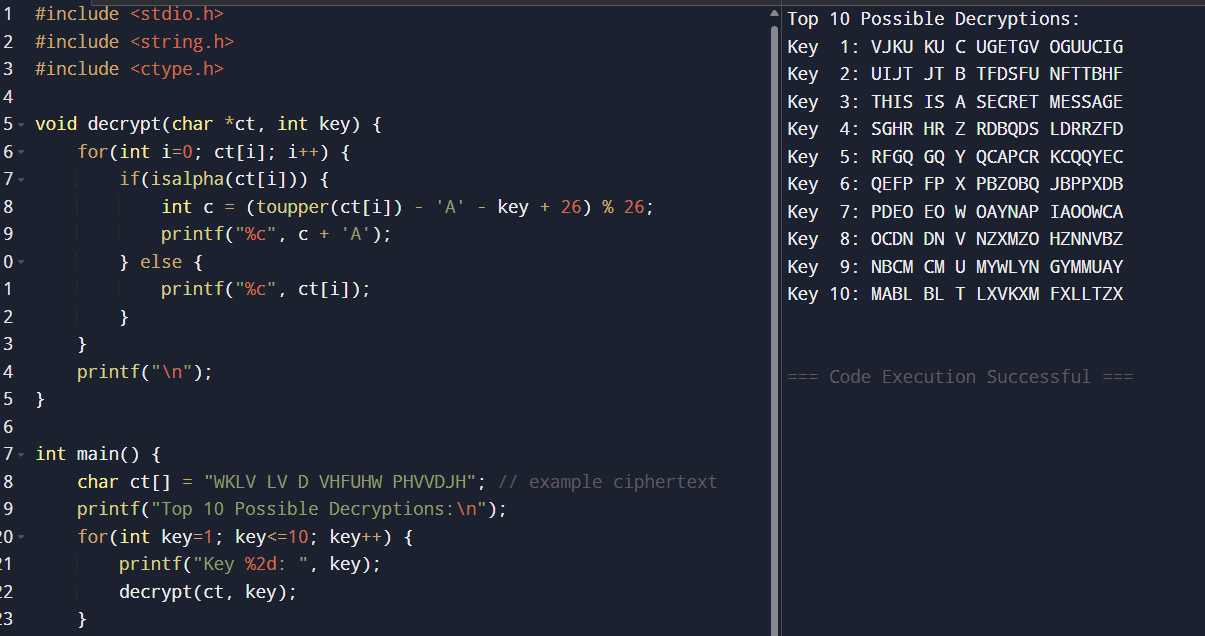 1 #include <stdio.h>
2 #include <string.h>
3 #include <ctype.h>
4
5 void decrypt(char *ct, int key) {
6     for(int i=0; ct[i]; i++) {
7         if(isalpha(ct[i])) {
8             int c = (toupper(ct[i]) - 'A' - key + 26) % 26;
9             printf("%c", c + 'A');
0         } else {
1             printf("%c", ct[i]);
2         }
3     }
4     printf("\n");
5 }
6
7 int main() {
8     char ct[] = "WKLV LV D VHFUHW PHVVDJH"; // example ciphertext
9     printf("Top 10 Possible Decryptions:\n");
20     for(int key=1; key<=10; key++) {
21         printf("Key %2d: ", key);
22         decrypt(ct, key);
23     }
Top 10 Possible Decryptions:
Key  1: VJKU KU C UGETGV OGUUCIG
Key  2: UIJT JT B TFDSFU NFTTBHF
Key  3: THIS IS A SECRET MESSAGE
Key  4: SGHR HR Z RDBQDS LDRRZFD
Key  5: RFGQ GQ Y QCAPCR KCQQYEC
Key  6: QEFP FP X PBZOBQ JBPPXDB
Key  7: PDEO EO W OAYNAP IAOOWCA
Key  8: OCDN DN V NZXMZO HZNNVBZ
Key  9: NBCM CM U MYWLYN GYMMUAY
Key 10: MABL BL T LXVKXM FXLLTZX
=== Code Execution Successful ===